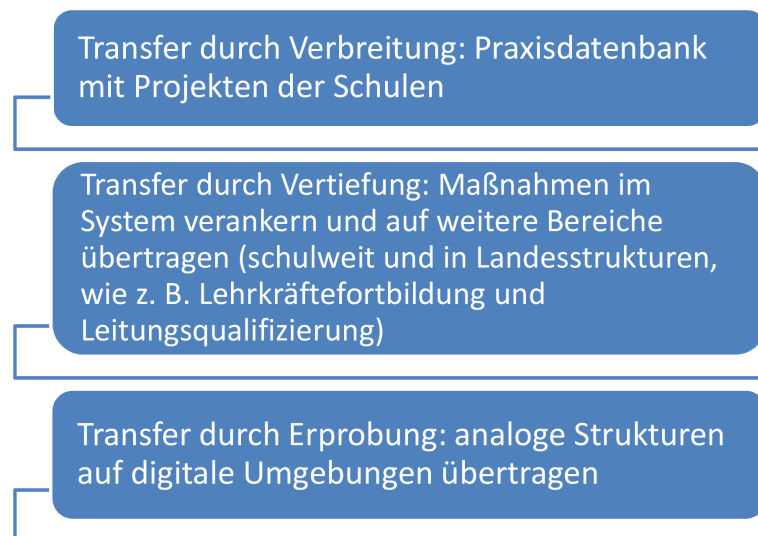 Transfer durch Verbreitung: Praxisdatenbank
mit Projekten der Schulen
Transfer durch Vertiefung: Maßnahmen im
System verankern und auf weitere Bereiche
übertragen (schulweit und in Landesstrukturen,
wie z. B. Lehrkräftefortbildung und
Leitungsqualifizierung)
Transfer durch Erprobung: analoge Strukturen
auf digitale Umgebungen übertragen